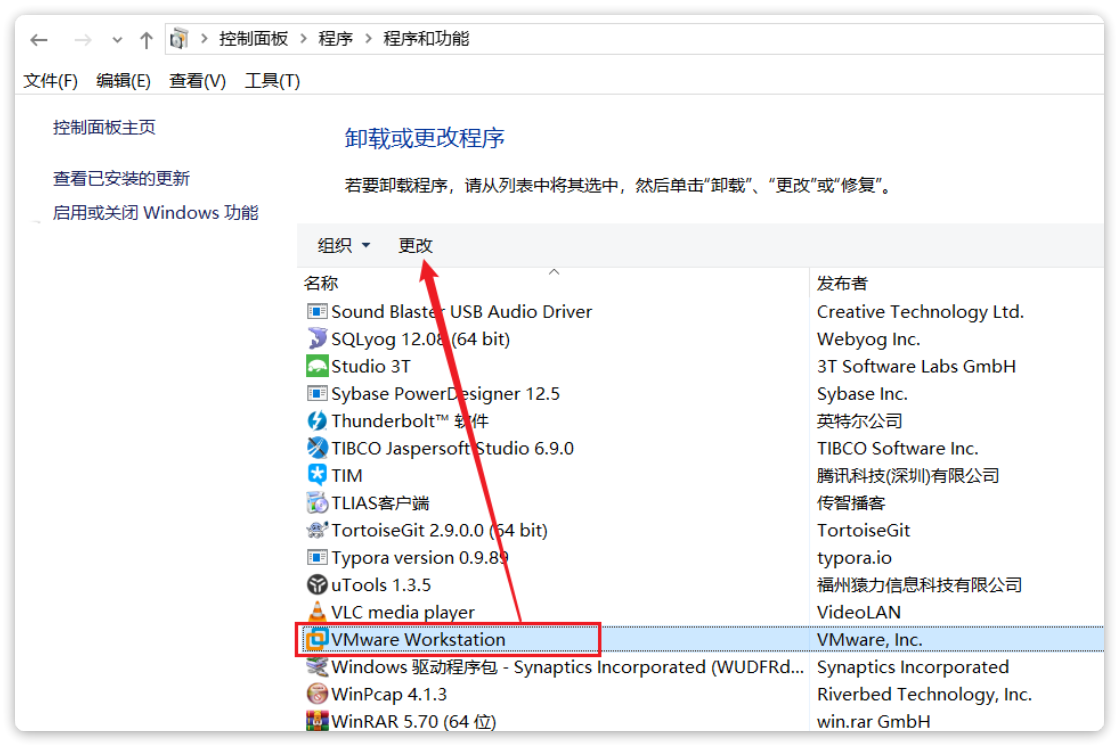 控制面板 > 程序 > 程序和功能
文件(F) 编辑(E) 查看(V) 工具(T)
控制面板主页
查看已安装的更新
启用或关闭 Windows 功能
卸载或更改程序
若要卸载程序，请从列表中将其选中，然后单击“卸载”、“更改”或“修复”。
组织 更改
名称 发布者
Sound Blaster USB Audio Driver Creative Technology Ltd.
SQLyog 12.08 (64 bit) Webyog Inc.
Studio 3T 3T Software Labs GmbH
Sybase PowerDesigner 12.5 Sybase Inc.
Thunderbolt™ 软件 英特尔公司
TIBCO Jaspersoft Studio 6.9.0 TIBCO Software Inc.
TIM 腾讯科技(深圳)有限公司
TLIAS客户端 传智播客
TortoiseGit 2.9.0.0 (64 bit) TortoiseGit
Typora version 0.9.89 typora.io
uTools 1.3.5 福州猿力信息科技有限公司
VLC media player VideoLAN
VMware Workstation VMware, Inc.
Windows 驱动程序包 - Synaptics Incorporated (WUDFRd... Synaptics Incorporated
WinPcap 4.1.3 Riverbed Technology, Inc.
WinRAR 5.70 (64 位) win.rar GmbH